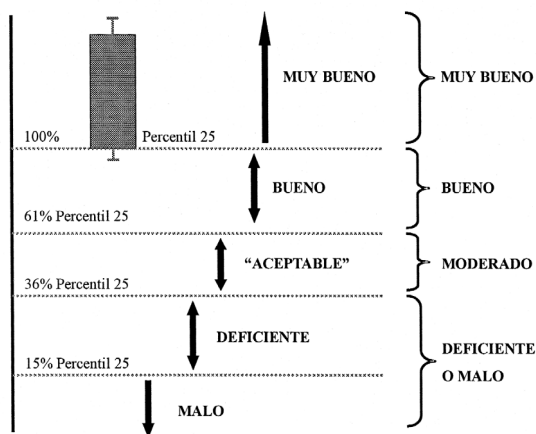 MUY BUENO
MUY BUENO
100%
Percentil 25
BUENO
BUENO
61% Percentil 25
“ACEPTABLE”
MODERADO
36% Percentil 25
DEFICIENTE
DEFICIENTE
O MALO
15% Percentil 25
MALO